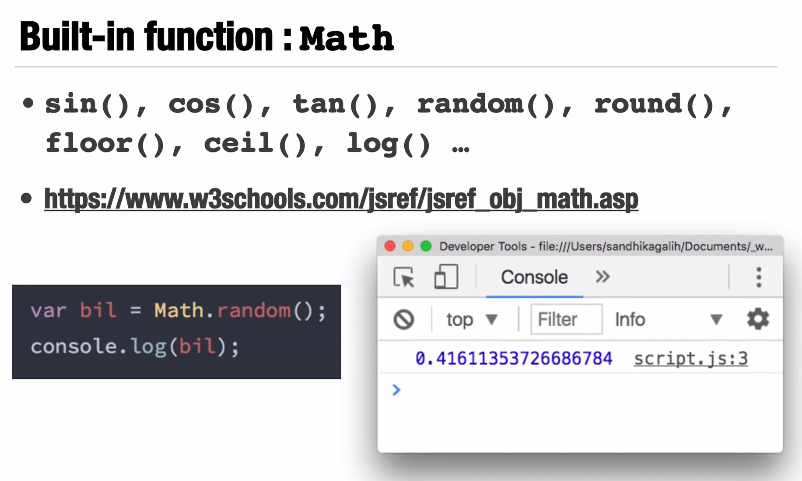 Built-in function : Math
• sin(), cos(), tan(), random(), round(),
floor(), ceil(), log() …
• https://www.w3schools.com/jsref/jsref_obj_math.asp
var bil = Math.random();
console.log(bil);
Developer Tools - file:///Users/sandhikagalih/Documents/_w...
Console »
top ▼ Filter Info ▼
0.41611353726686784 script.js:3
>